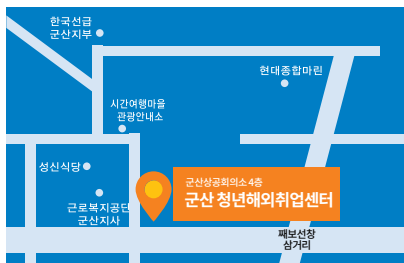 한국선급
군산지부
현대종합마린
시간여행마을
관광안내소
성신식당
군산상공회의소 4층
군산 청년해외취업센터
근로복지공단
군산지사
째보선창
삼거리